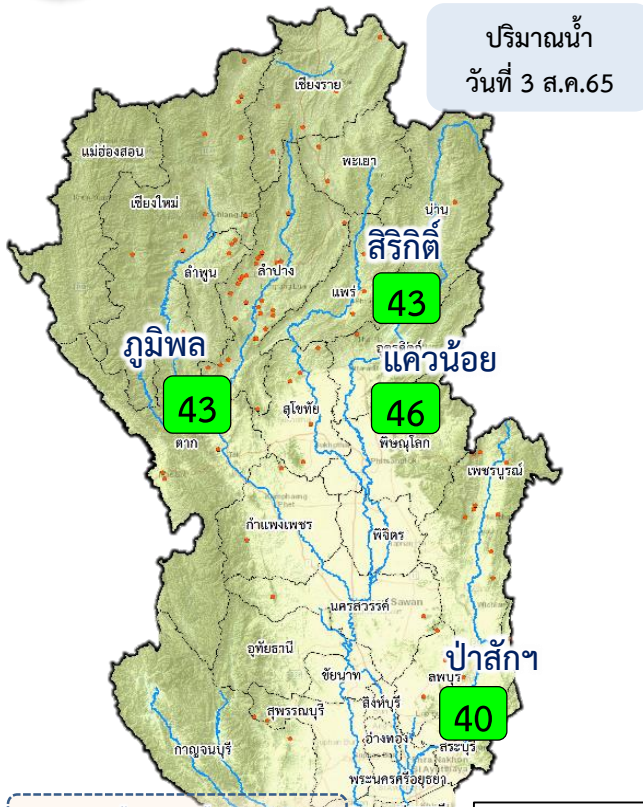 ปริมาณน้ำ
วันที่ 3 ส.ค.65
เชียงราย
แม่ฮ่องสอน
พะเยา
เชียงใหม่
น่าน
สิริกิติ์
ลำพูน
ลำปาง
แพร่
43
ภูมิพล
อุตรดิตถ์
แควน้อย
43
สุโขทัย
46
ตาก
พิษณุโลก
เพชรบูรณ์
กำแพงเพชร
พิจิตร
นครสวรรค์
Sawan
อุทัยธานี
ป่าสักฯ
ชัยนาท
ลพบุรี
สิงห์บุรี
สุพรรณบุรี
40
อ่างทอง
กาญจนบุรี
สระบุรี
พระนครศรีอยุธยา